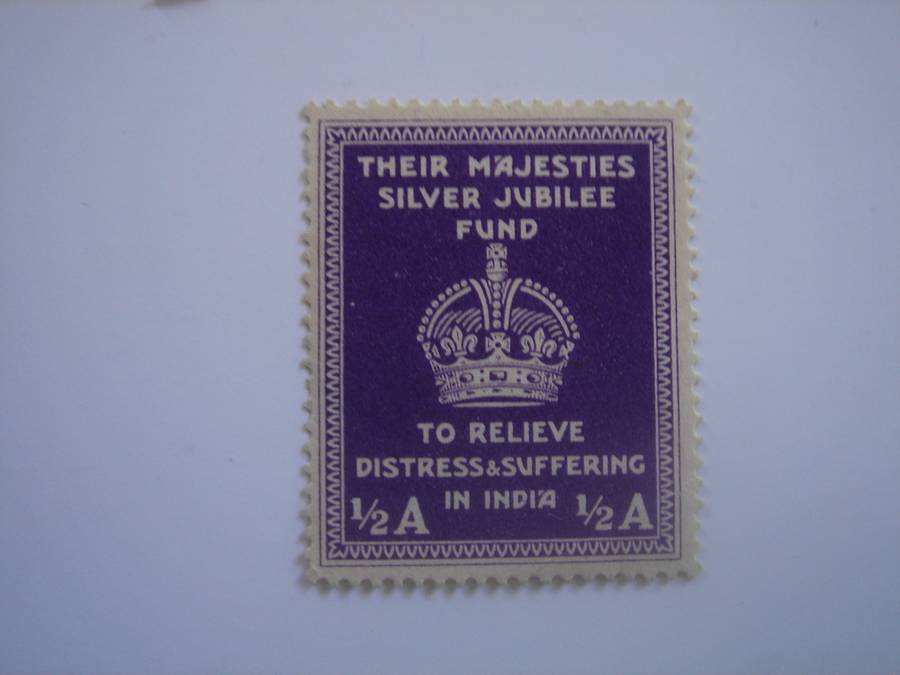 THEIR MAJESTIES
SILVER JUBILEE
FUND
TO RELIEVE
DISTRESS & SUFFERING
IN INDIA
½ A ½ A